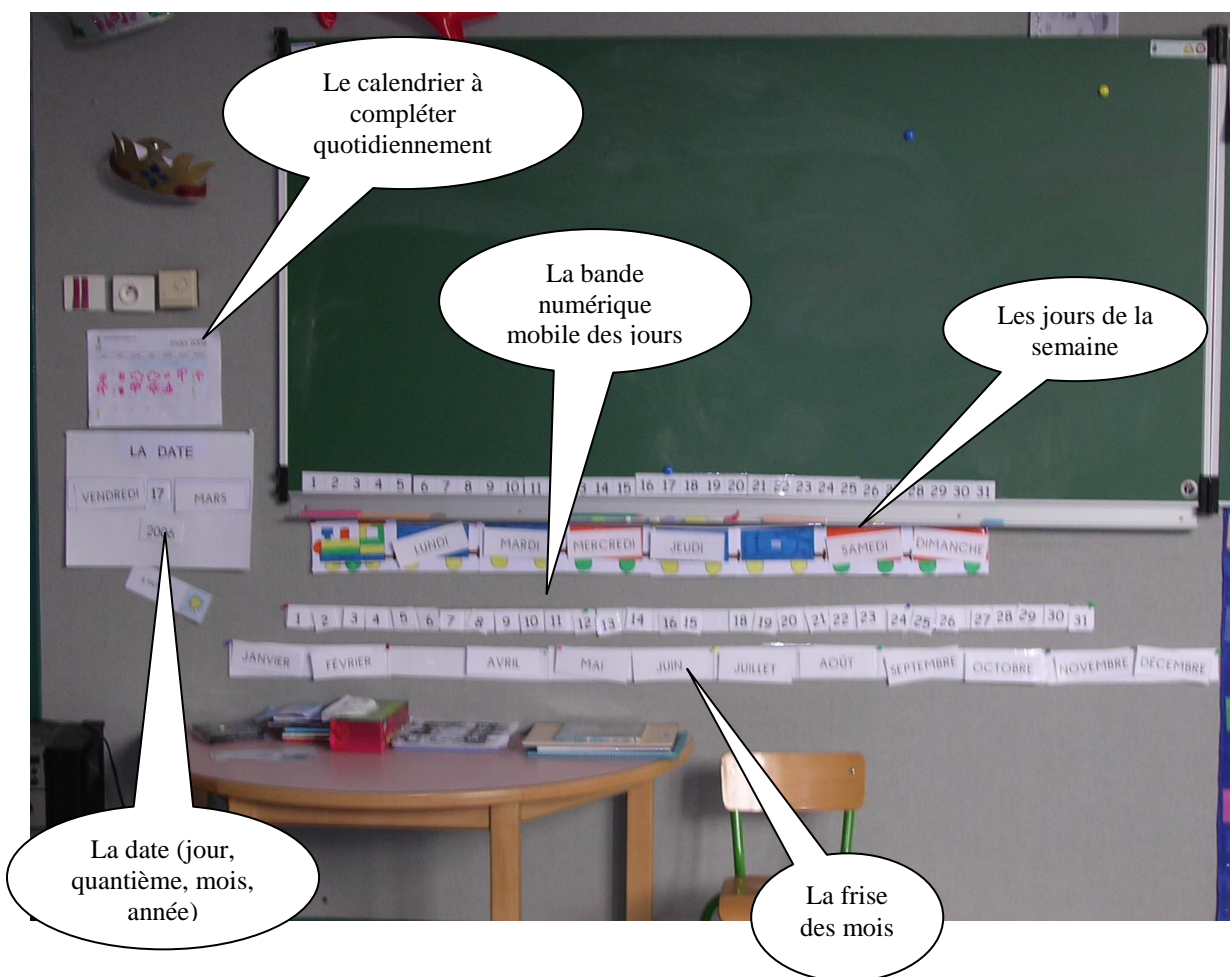 Le calendrier à
compléter
quotidiennement
La bande
numérique
mobile des jours
Les jours de la
semaine
LA DATE
VENDREDI 17 MARS
2006
1 2 3 4 5 6 7 8 9 10 11 14 15 16 17 18 19 20 21 22 23 24 25 26 28 29 30 31
LUNDI MARDI MERCREDI JEUDI SAMEDI DIMANCHE
1 2 3 4 5 6 7 8 9 10 11 12 13 14 16 15 18 19 20 21 22 23 24 25 26 27 28 29 30 31
JANVIER FÉVRIER AVRIL MAI JUIN JUILLET AOÛT SEPTEMBRE OCTOBRE NOVEMBRE DÉCEMBRE
La date (jour,
quantième, mois,
année)
La frise
des mois